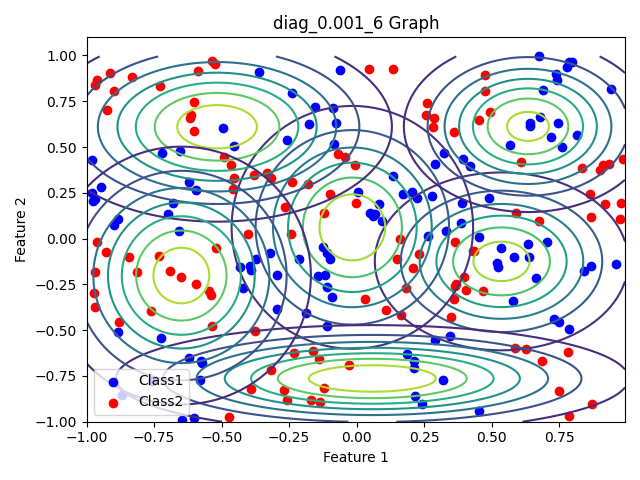 diag_0.001_6 Graph
1.00
0.75
0.50
0.25
0.00
−0.25
−0.50
−0.75
−1.00
Feature 2
Class1
Class2
−1.00 −0.75 −0.50 −0.25 0.00 0.25 0.50 0.75
Feature 1